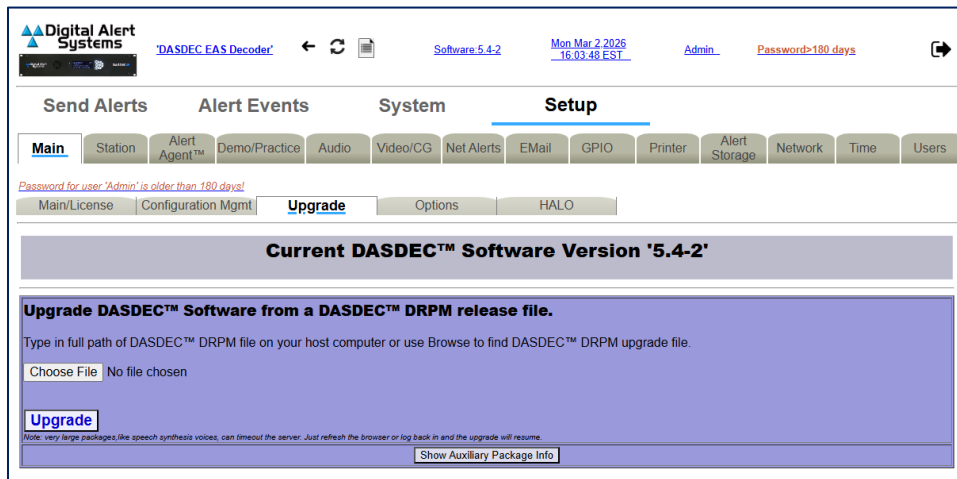 Digital Alert
Systems
'DASDEC EAS Decoder'
Software:5.4-2
Mon Mar 2,2026
16:03:48 EST
Admin
Password>180 days
Send Alerts
Alert Events
System
Setup
Main
Station
Alert
Agent™
Demo/Practice
Audio
Video/CG
Net Alerts
EMail
GPIO
Printer
Alert
Storage
Network
Time
Users
Password for user 'Admin' is older than 180 days!
Main/License
Configuration Mgmt
Upgrade
Options
HALO
Current DASDEC™ Software Version '5.4-2'
Upgrade DASDEC™ Software from a DASDEC™ DRPM release file.
Type in full path of DASDEC™ DRPM file on your host computer or use Browse to find DASDEC™ DRPM upgrade file.
Choose File No file chosen
Upgrade
Note: very large packages,like speech synthesis voices, can timeout the server. Just refresh the browser or log back in and the upgrade will resume.
Show Auxiliary Package Info